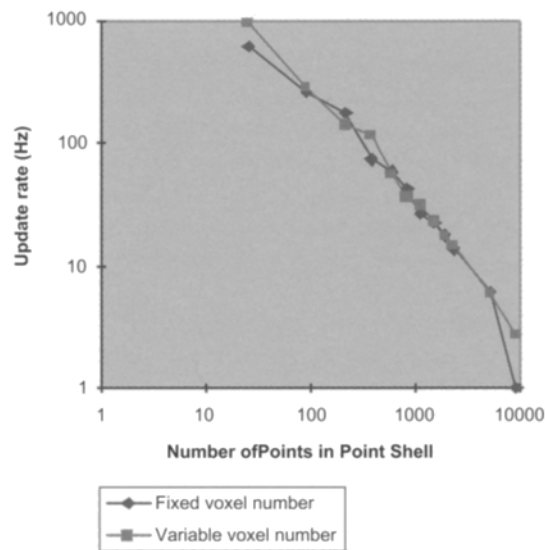 1000
100
10
1
Update rate (Hz)
1
10
100
1000
10000
Number ofPoints in Point Shell
Fixed voxel number
Variable voxel number